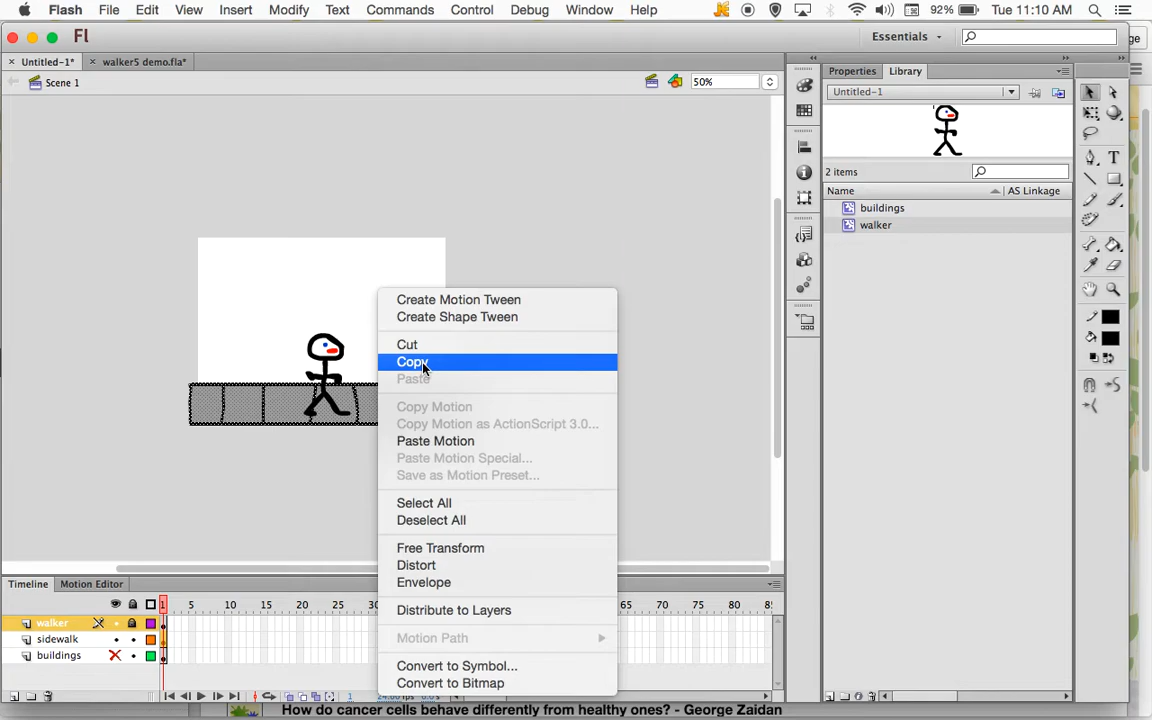 Flash File Edit View Insert Modify Text Commands Control Debug Window Help 92% Tue 11:10 AM
Fl Essentials
Untitled-1* walker5 demo.fla* Properties Library
Scene 1 50% Untitled-1
2 items
Name AS Linkage
buildings
walker
Create Motion Tween
Create Shape Tween
Cut
Copy
Paste
Copy Motion
Copy Motion as ActionScript 3.0...
Paste Motion
Paste Motion Special...
Save as Motion Preset...
Select All
Deselect All
Free Transform
Distort
Envelope
Distribute to Layers
Motion Path
Convert to Symbol...
Convert to Bitmap
Timeline Motion Editor
1 5 10 15 20 25 30 65 70 75 80 85
walker
sidewalk
buildings
1
How do cancer cells behave differently from healthy ones? - George Zaidan